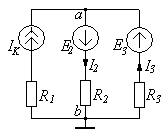 a
I_K E_2 E_3
I_2 I_3
R_1 R_2 R_3
b